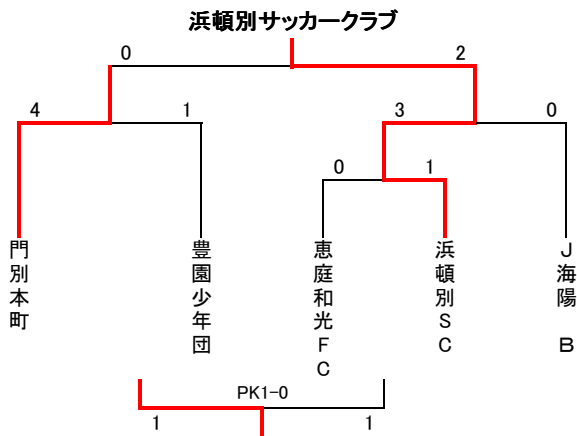 浜頓別サッカークラブ
0 2
4 1 3 0
0 1
門別本町
豊園少年団
恵庭和光FC
浜頓別SC
J海陽 B
PK1-0
1 1